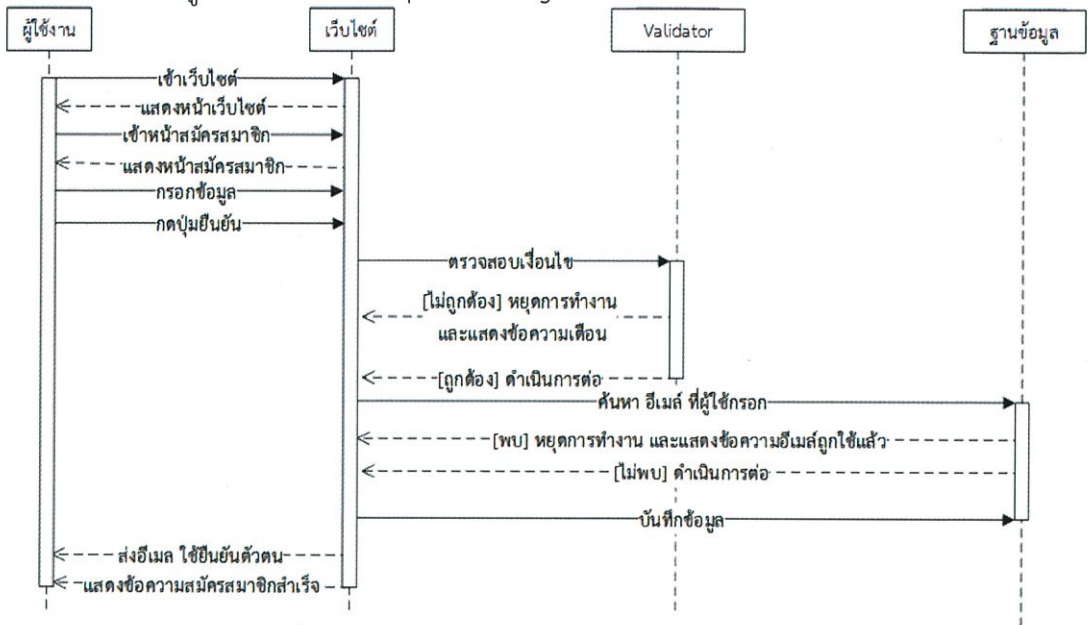 ผู้ใช้งาน
เว็บไซต์
Validator
ฐานข้อมูล
เข้าเว็บไซต์
แสดงหน้าเว็บไซต์
เข้าหน้าสมัครสมาชิก
แสดงหน้าสมัครสมาชิก
กรอกข้อมูล
กดปุ่มยืนยัน
ตรวจสอบเงื่อนไข
[ไม่ถูกต้อง] หยุดการทำงาน
และแสดงข้อความเตือน
[ถูกต้อง] ดำเนินการต่อ
ค้นหา อีเมล์ ที่ผู้ใช้กรอก
[พบ] หยุดการทำงาน และแสดงข้อความอีเมล์ถูกใช้แล้ว
[ไม่พบ] ดำเนินการต่อ
บันทึกข้อมูล
ส่งอีเมล ใช้ยืนยันตัวตน
แสดงข้อความสมัครสมาชิกสำเร็จ